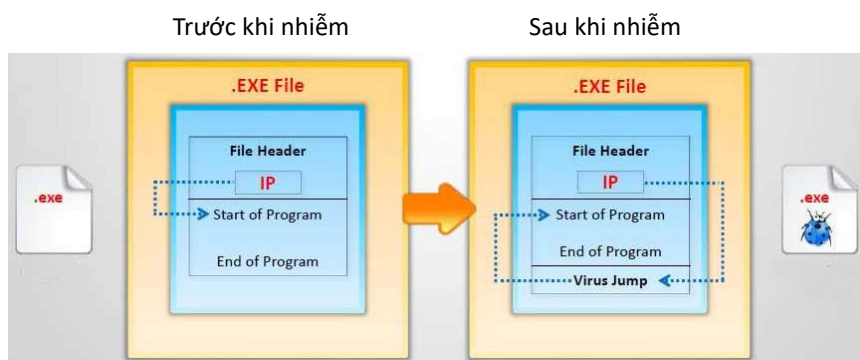 Trước khi nhiễm
Sau khi nhiễm
.EXE File
File Header
IP
Start of Program
End of Program
.exe
.EXE File
File Header
IP
Start of Program
End of Program
Virus Jump
.exe